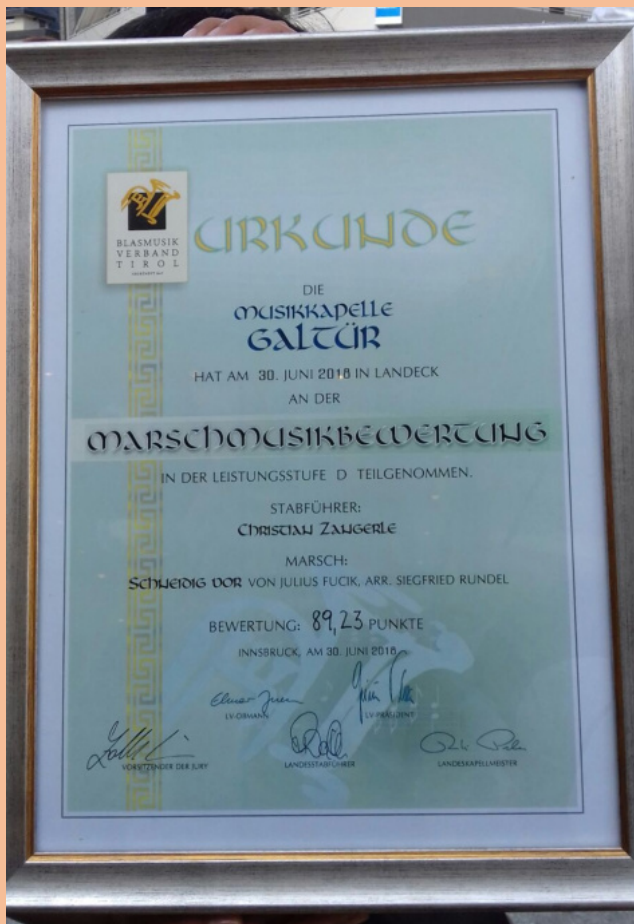 BLASMUSIK
VERBAND
TIROL
URKUNDE
DIE
MUSIKKAPELLE
GALTÜR
HAT AM 30. JUNI 2018 IN LANDECK
AN DER
MARSCHMUSIKBEWERTUNG
IN DER LEISTUNGSSTUFE D TEILGENOMMEN.
STABFÜHRER:
CHRISTIAN ZANGERLE
MARSCH:
SCHNEIDIG VOR VON JULIUS FUCIK, ARR. SIEGFRIED RUNDEL
BEWERTUNG: 89,23 PUNKTE
INNSBRUCK, AM 30. JUNI 2018
LV-OBMANN
LV-PRÄSIDENT
VORSITZENDER DER JURY
LANDESSTABFÜHRER
LANDESKAPELLMEISTER